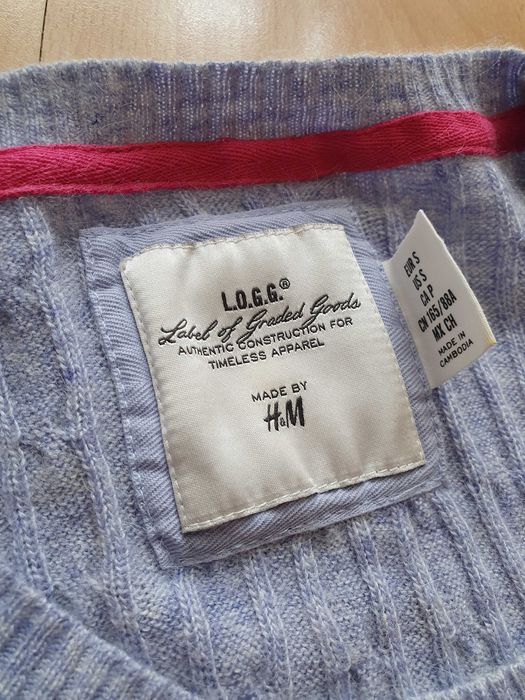 L.O.G.G.®
Label of Graded Goods
AUTHENTIC CONSTRUCTION FOR
TIMELESS APPAREL
MADE BY
H&M
EUR S
US S
CA P
CN 165/88A
MX CH
MADE IN
CAMBODIA